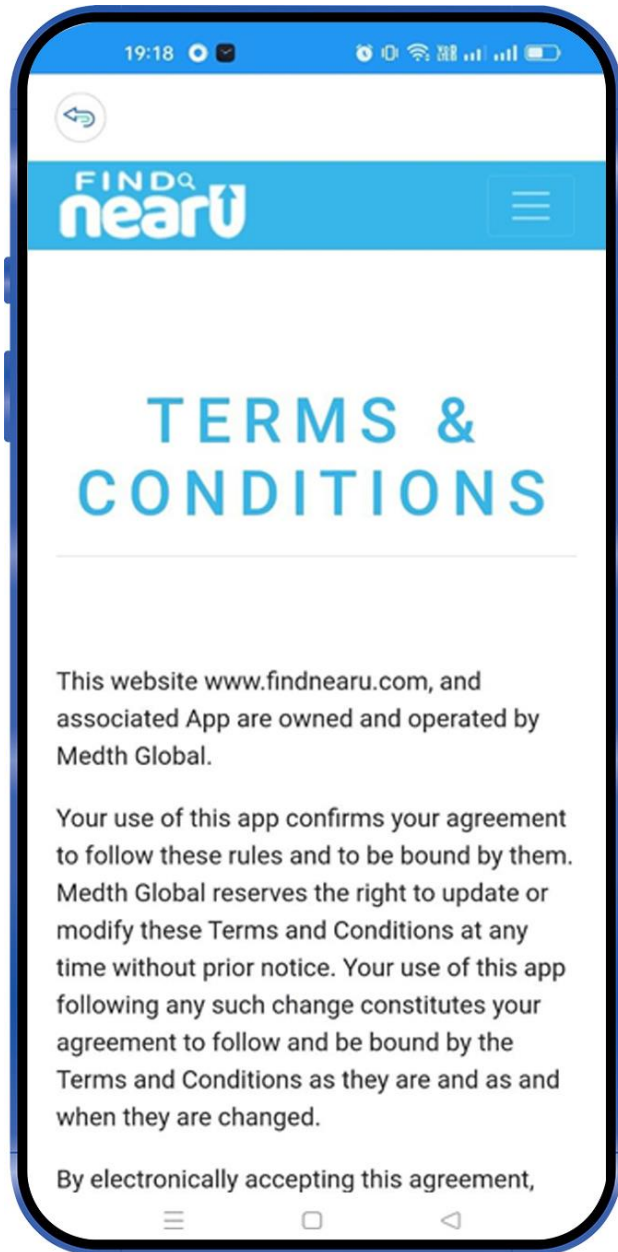 19:18
FIND
nearU
TERMS &
CONDITIONS
This website www.findnearu.com, and
associated App are owned and operated by
Medth Global.
Your use of this app confirms your agreement
to follow these rules and to be bound by them.
Medth Global reserves the right to update or
modify these Terms and Conditions at any
time without prior notice. Your use of this app
following any such change constitutes your
agreement to follow and be bound by the
Terms and Conditions as they are and as and
when they are changed.
By electronically accepting this agreement,